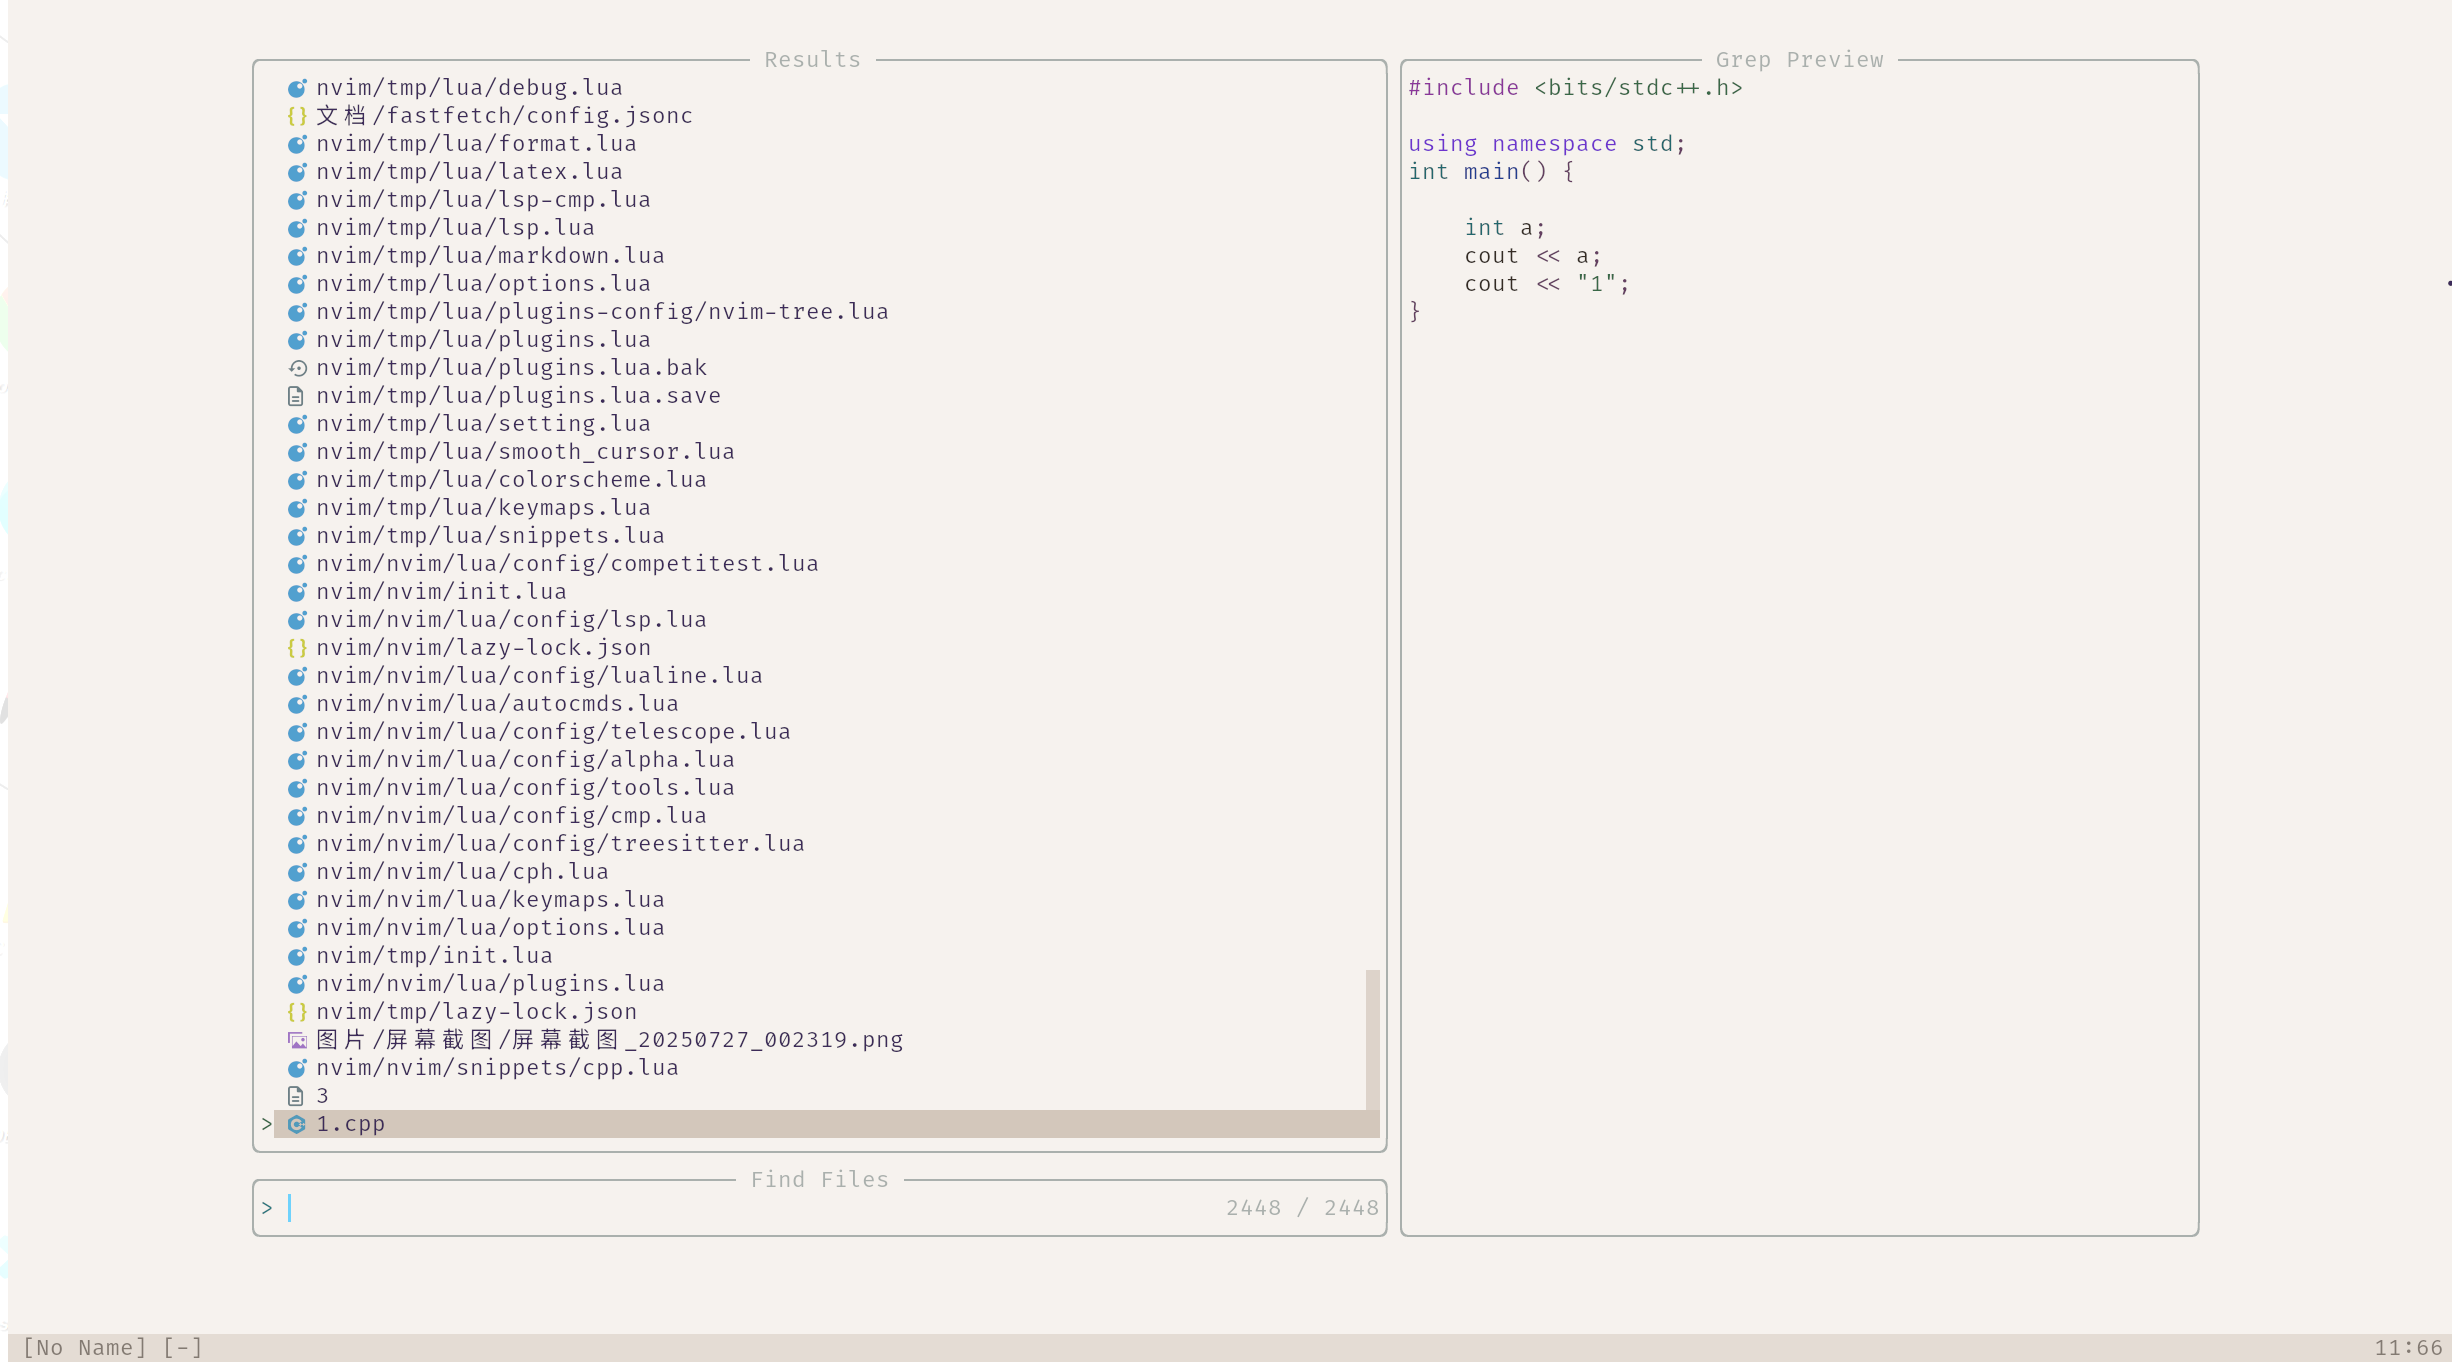 Results
nvim/tmp/lua/debug.lua
文档/fastfetch/config.jsonc
nvim/tmp/lua/format.lua
nvim/tmp/lua/latex.lua
nvim/tmp/lua/lsp-cmp.lua
nvim/tmp/lua/lsp.lua
nvim/tmp/lua/markdown.lua
nvim/tmp/lua/options.lua
nvim/tmp/lua/plugins-config/nvim-tree.lua
nvim/tmp/lua/plugins.lua
nvim/tmp/lua/plugins.lua.bak
nvim/tmp/lua/plugins.lua.save
nvim/tmp/lua/setting.lua
nvim/tmp/lua/smooth_cursor.lua
nvim/tmp/lua/colorscheme.lua
nvim/tmp/lua/keymaps.lua
nvim/tmp/lua/snippets.lua
nvim/nvim/lua/config/competitest.lua
nvim/nvim/init.lua
nvim/nvim/lua/config/lsp.lua
nvim/nvim/lazy-lock.json
nvim/nvim/lua/config/lualine.lua
nvim/nvim/lua/autocmds.lua
nvim/nvim/lua/config/telescope.lua
nvim/nvim/lua/config/alpha.lua
nvim/nvim/lua/config/tools.lua
nvim/nvim/lua/config/cmp.lua
nvim/nvim/lua/config/treesitter.lua
nvim/nvim/lua/cph.lua
nvim/nvim/lua/keymaps.lua
nvim/nvim/lua/options.lua
nvim/tmp/init.lua
nvim/nvim/lua/plugins.lua
nvim/tmp/lazy-lock.json
图片/屏幕截图/屏幕截图_20250727_002319.png
nvim/nvim/snippets/cpp.lua
3
> 1.cpp
Find Files
> 2448 / 2448
Grep Preview
#include <bits/stdc++.h>
using namespace std;
int main() {
int a;
cout << a;
cout << "1";
}
[No Name] [-]
11:66